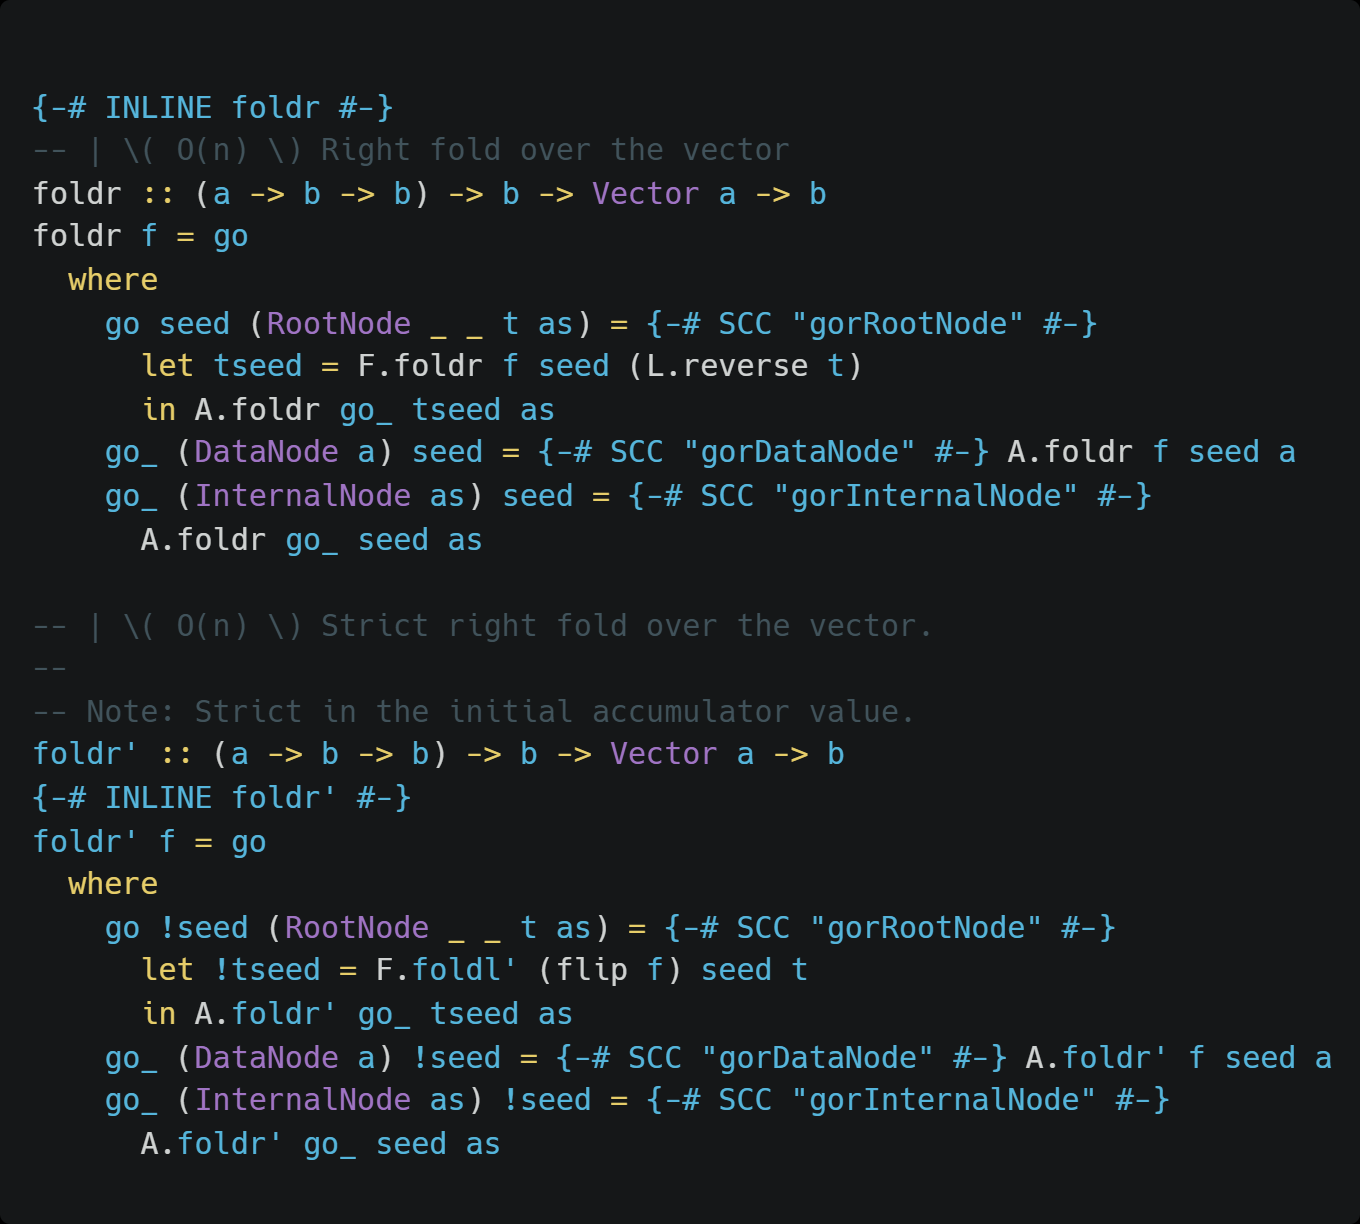 {-# INLINE foldr #-}
-- | \( O(n) \) Right fold over the vector
foldr :: (a -> b -> b) -> b -> Vector a -> b
foldr f = go
  where
    go seed (RootNode _ _ t as) = {-# SCC "gorRootNode" #-}
      let tseed = F.foldr f seed (L.reverse t)
      in A.foldr go_ tseed as
    go_ (DataNode a) seed = {-# SCC "gorDataNode" #-} A.foldr f seed a
    go_ (InternalNode as) seed = {-# SCC "gorInternalNode" #-}
      A.foldr go_ seed as

-- | \( O(n) \) Strict right fold over the vector.
--
-- Note: Strict in the initial accumulator value.
foldr' :: (a -> b -> b) -> b -> Vector a -> b
{-# INLINE foldr' #-}
foldr' f = go
  where
    go !seed (RootNode _ _ t as) = {-# SCC "gorRootNode" #-}
      let !tseed = F.foldl' (flip f) seed t
      in A.foldr' go_ tseed as
    go_ (DataNode a) !seed = {-# SCC "gorDataNode" #-} A.foldr' f seed a
    go_ (InternalNode as) !seed = {-# SCC "gorInternalNode" #-}
      A.foldr' go_ seed as